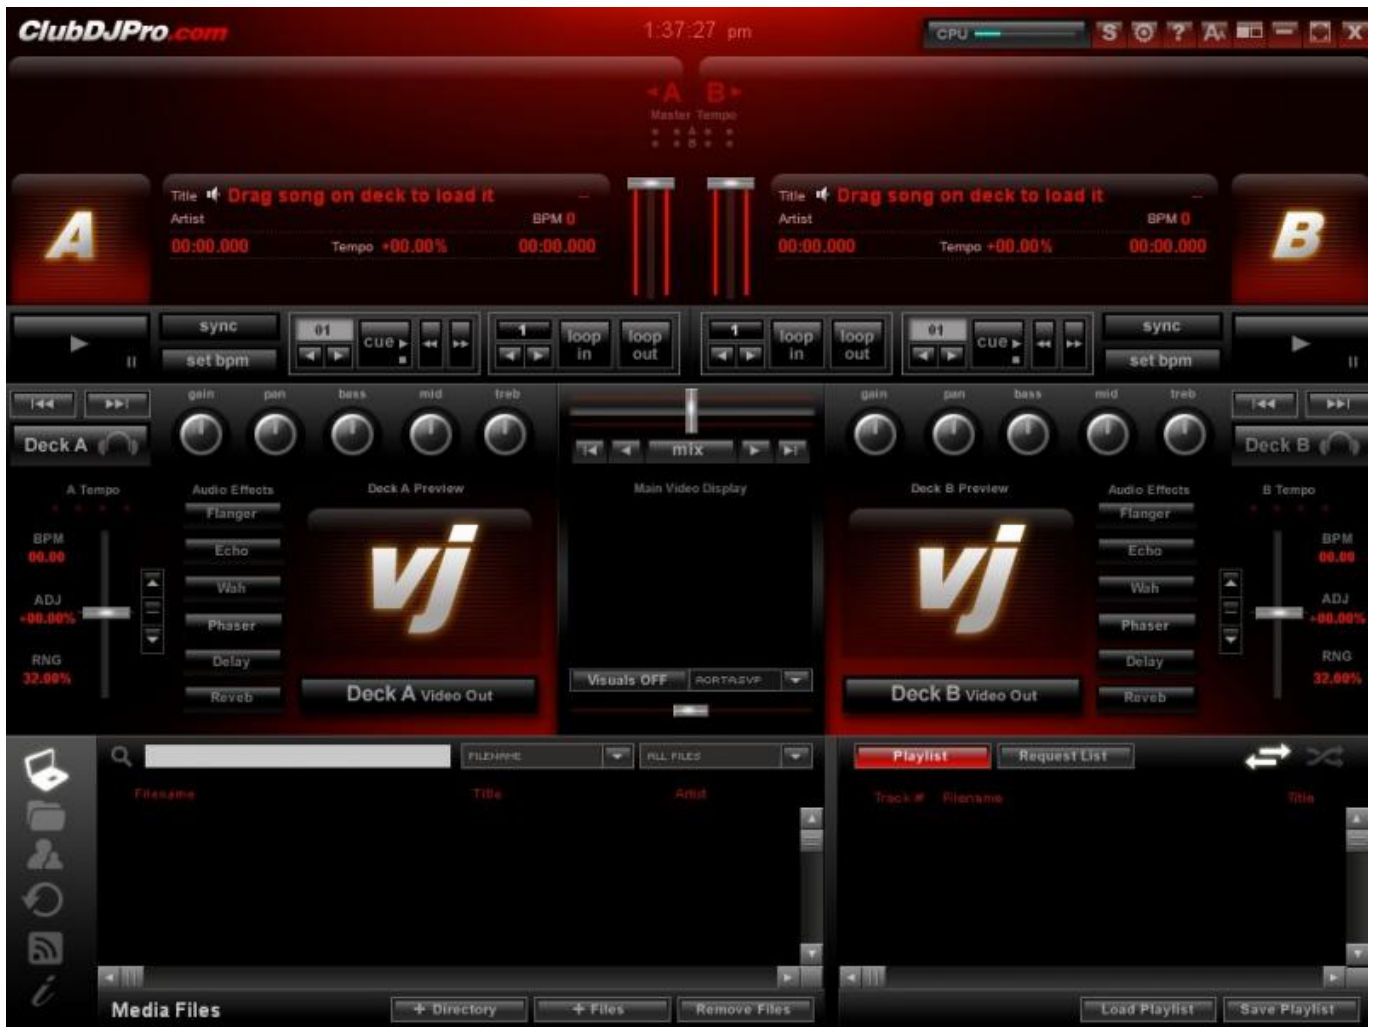 ClubDJPro.com 1:37:27 pm CPU S ? A
A B
Master Tempo
A
B
A Title Drag song on deck to load it -- Title Drag song on deck to load it -- B
Artist BPM 0 Artist BPM 0
00:00.000 Tempo +00.00% 00:00.000 00:00.000 Tempo +00.00% 00:00.000
sync 01 cue 1 loop in loop out 1 loop in loop out 01 cue sync
set bpm set bpm
gain pan bass mid treb gain pan bass mid treb
Deck A mix Deck B
A Tempo Audio Effects Deck A Preview Main Video Display Deck B Preview Audio Effects B Tempo
Flanger Flanger
BPM 00.00 Echo vj vj Echo BPM 00.00
Wah Wah
ADJ +00.00% Phaser Phaser ADJ +00.00%
RNG 32.00% Delay Delay RNG 32.00%
Visuals OFF AORTASVP
Reveb Deck A Video Out Deck B Video Out Reveb
FILENAME ALL FILES Playlist Request List
Filename Title Artist Track # Filename Title
i
Media Files + Directory + Files Remove Files Load Playlist Save Playlist